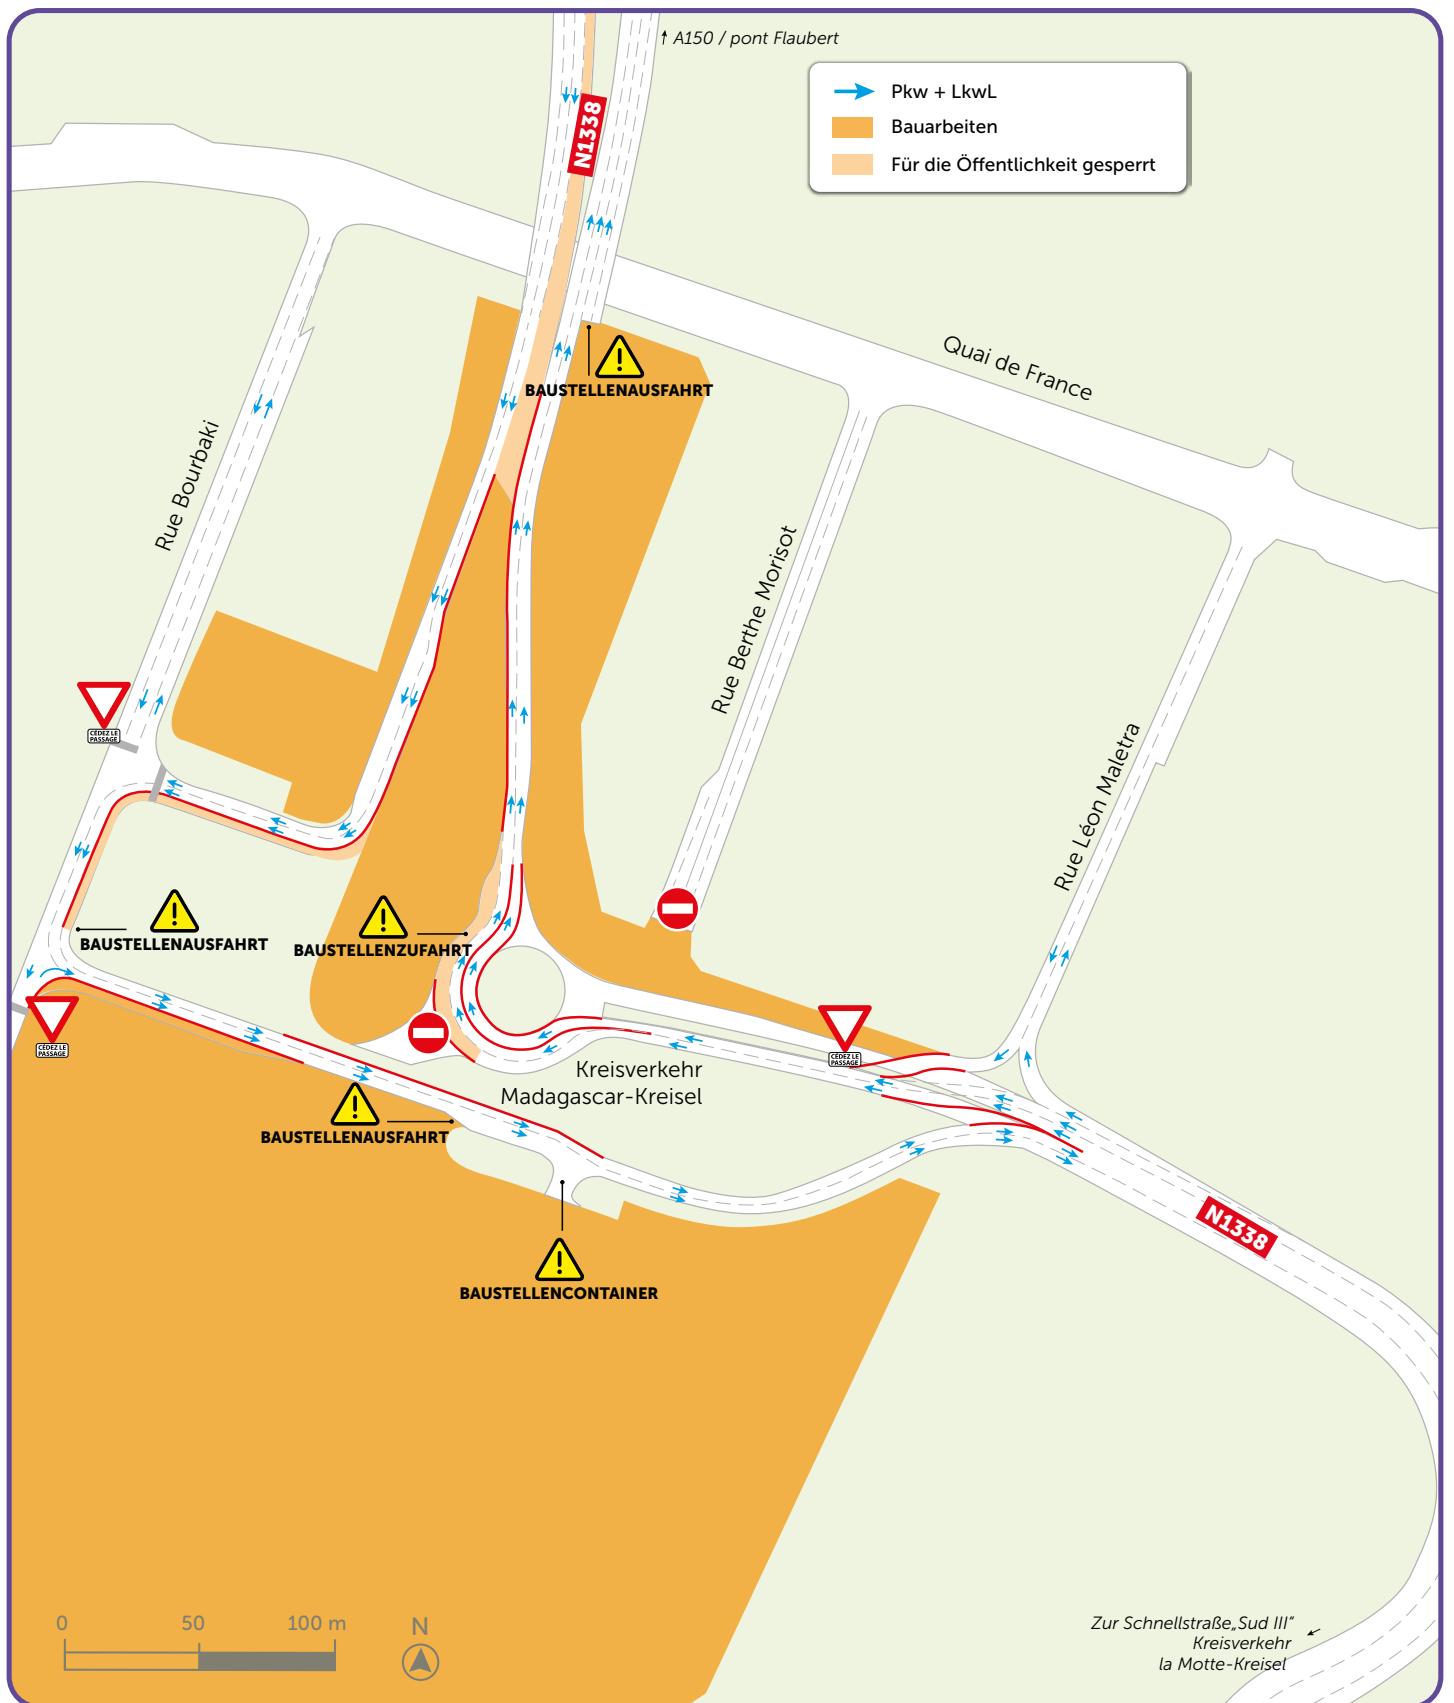 ↑ A150 / pont Flaubert
Pkw + LkwL
Bauarbeiten
Für die Öffentlichkeit gesperrt
N1338
Quai de France
BAUSTELLENAUSFAHRT
Rue Bourbaki
Rue Berthe Morisot
CÉDEZ LE
PASSAGE
Rue Léon Maletra
BAUSTELLENAUSFAHRT
BAUSTELLENZUFAHRT
CÉDEZ LE
PASSAGE
CÉDEZ LE
PASSAGE
Kreisverkehr
Madagascar-Kreisel
BAUSTELLENAUSFAHRT
N1338
BAUSTELLENCONTAINER
0 50 100 m
N
Zur Schnellstraße„Sud III“
Kreisverkehr
la Motte-Kreisel